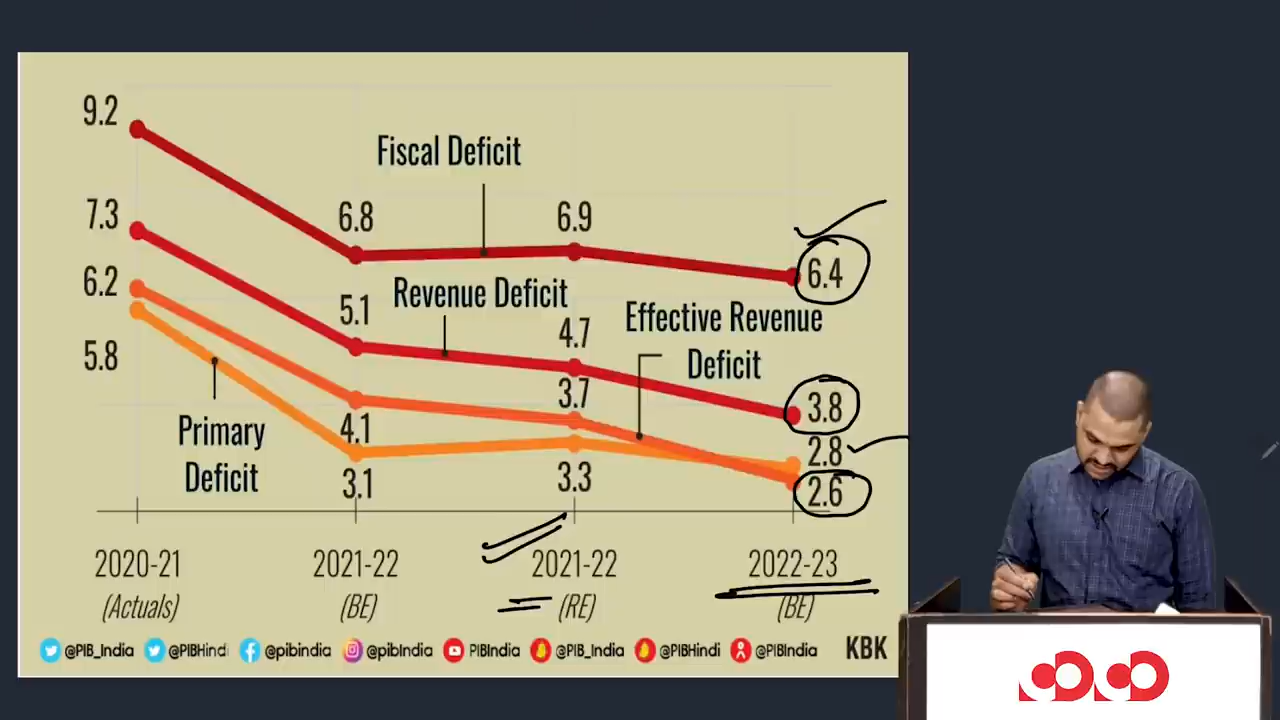 9.2
Fiscal Deficit
7.3
6.8
6.9
6.4
6.2
5.1
Revenue Deficit
4.7
Effective Revenue
Deficit
5.8
3.7
3.8
Primary
Deficit
4.1
2.8
3.1
3.3
2.6
2020-21
(Actuals)
2021-22
(BE)
2021-22
(RE)
2022-23
(BE)
@PIB_India @PIBHindi @pibindia @pibIndia PIBIndia @PIB_India @PIBHindi @PIBIndia KBK